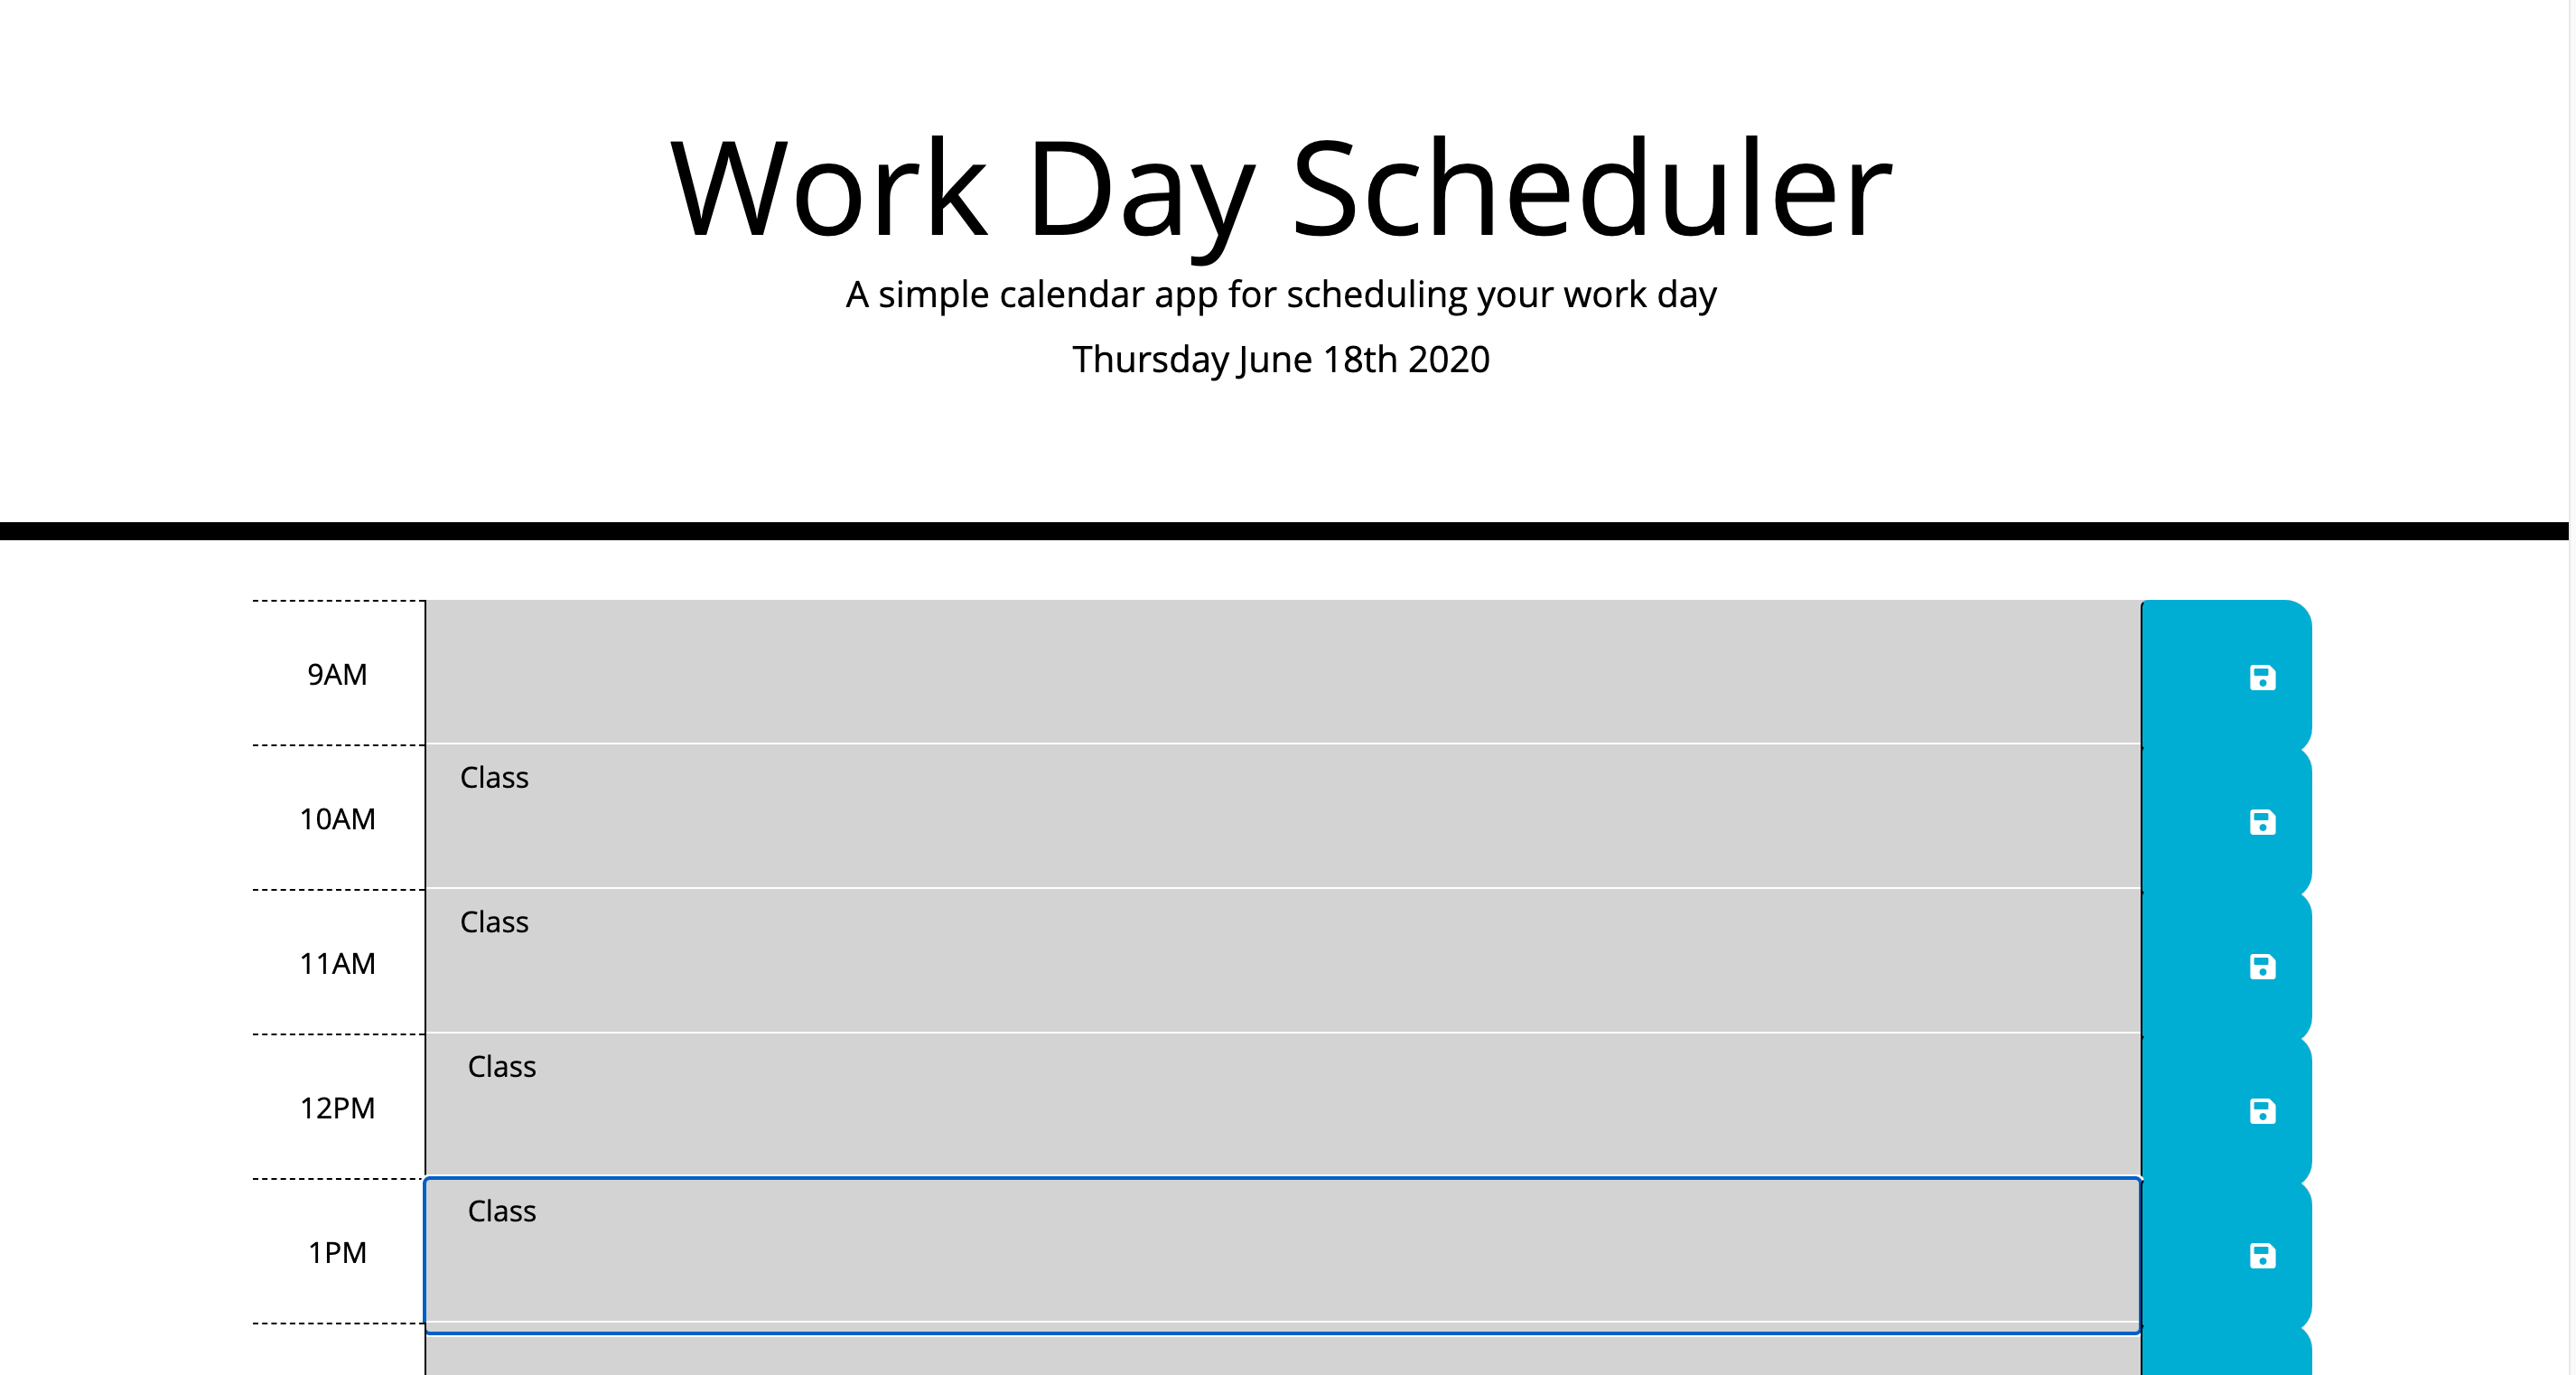 Work Day Scheduler
A simple calendar app for scheduling your work day
Thursday June 18th 2020
9AM
Class
10AM
Class
11AM
Class
12PM
Class
1PM